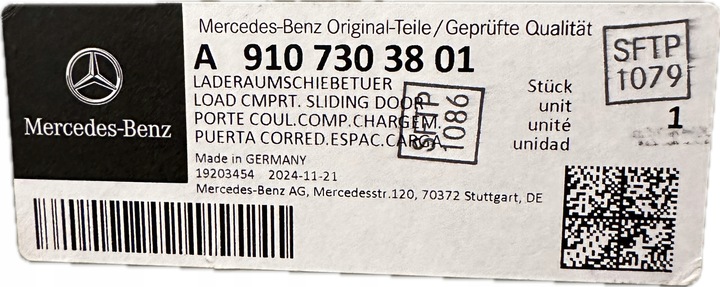 Mercedes-Benz Original-Teile/Geprüfte Qualität
A 910 730 38 01
LADERAUMSCHIEBETUER
LOAD CMPRT. SLIDING DOOR
PORTE COUL.COMP.CHARGEM.
PUERTA CORRED.ESPAC.CARGA
Stück
unit
unité
unidad
1
SFTP
1079
SFTP
1086
Mercedes-Benz
Made in GERMANY
19203454 2024-11-21
Mercedes-Benz AG, Mercedesstr.120, 70372 Stuttgart, DE